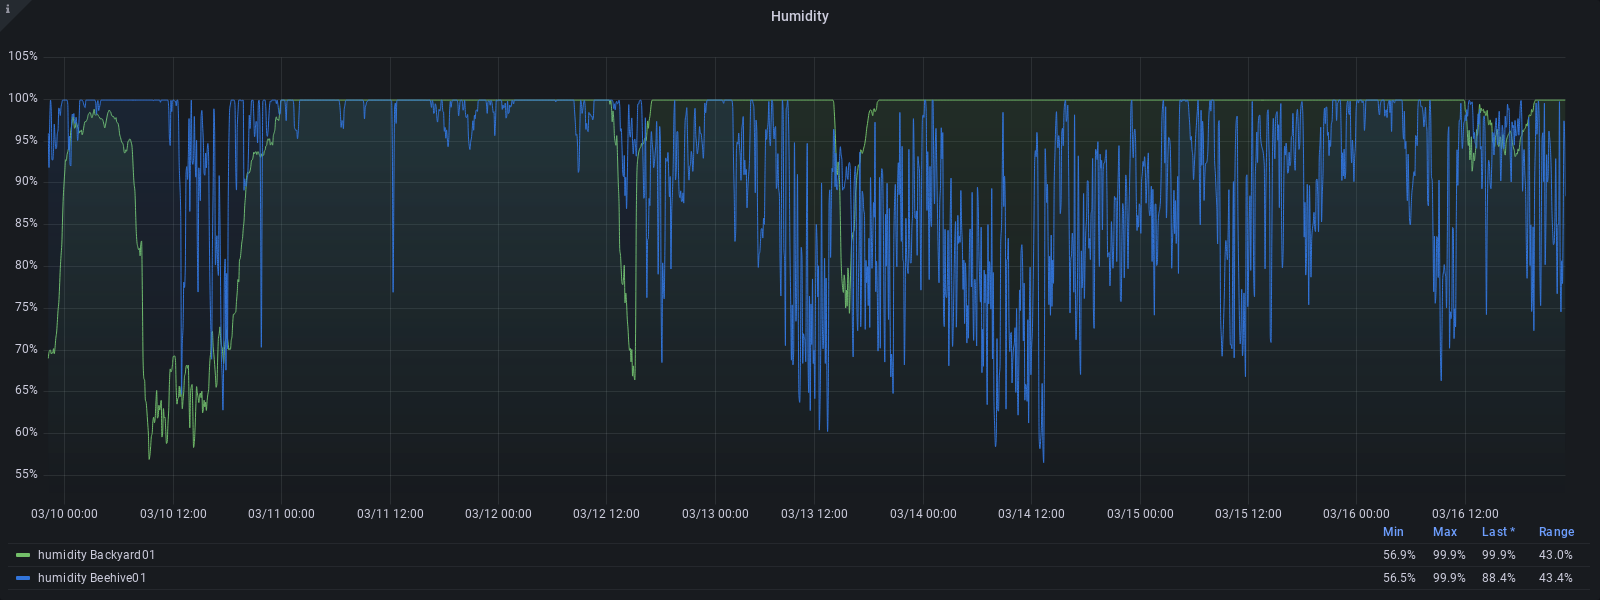 i
Humidity
105%
100%
95%
90%
85%
80%
75%
70%
65%
60%
55%
03/10 00:00 03/10 12:00 03/11 00:00 03/11 12:00 03/12 00:00 03/12 12:00 03/13 00:00 03/13 12:00 03/14 00:00 03/14 12:00 03/15 00:00 03/15 12:00 03/16 00:00 03/16 12:00
Min Max Last * Range
humidity Backyard01 56.9% 99.9% 99.9% 43.0%
humidity Beehive01 56.5% 99.9% 88.4% 43.4%